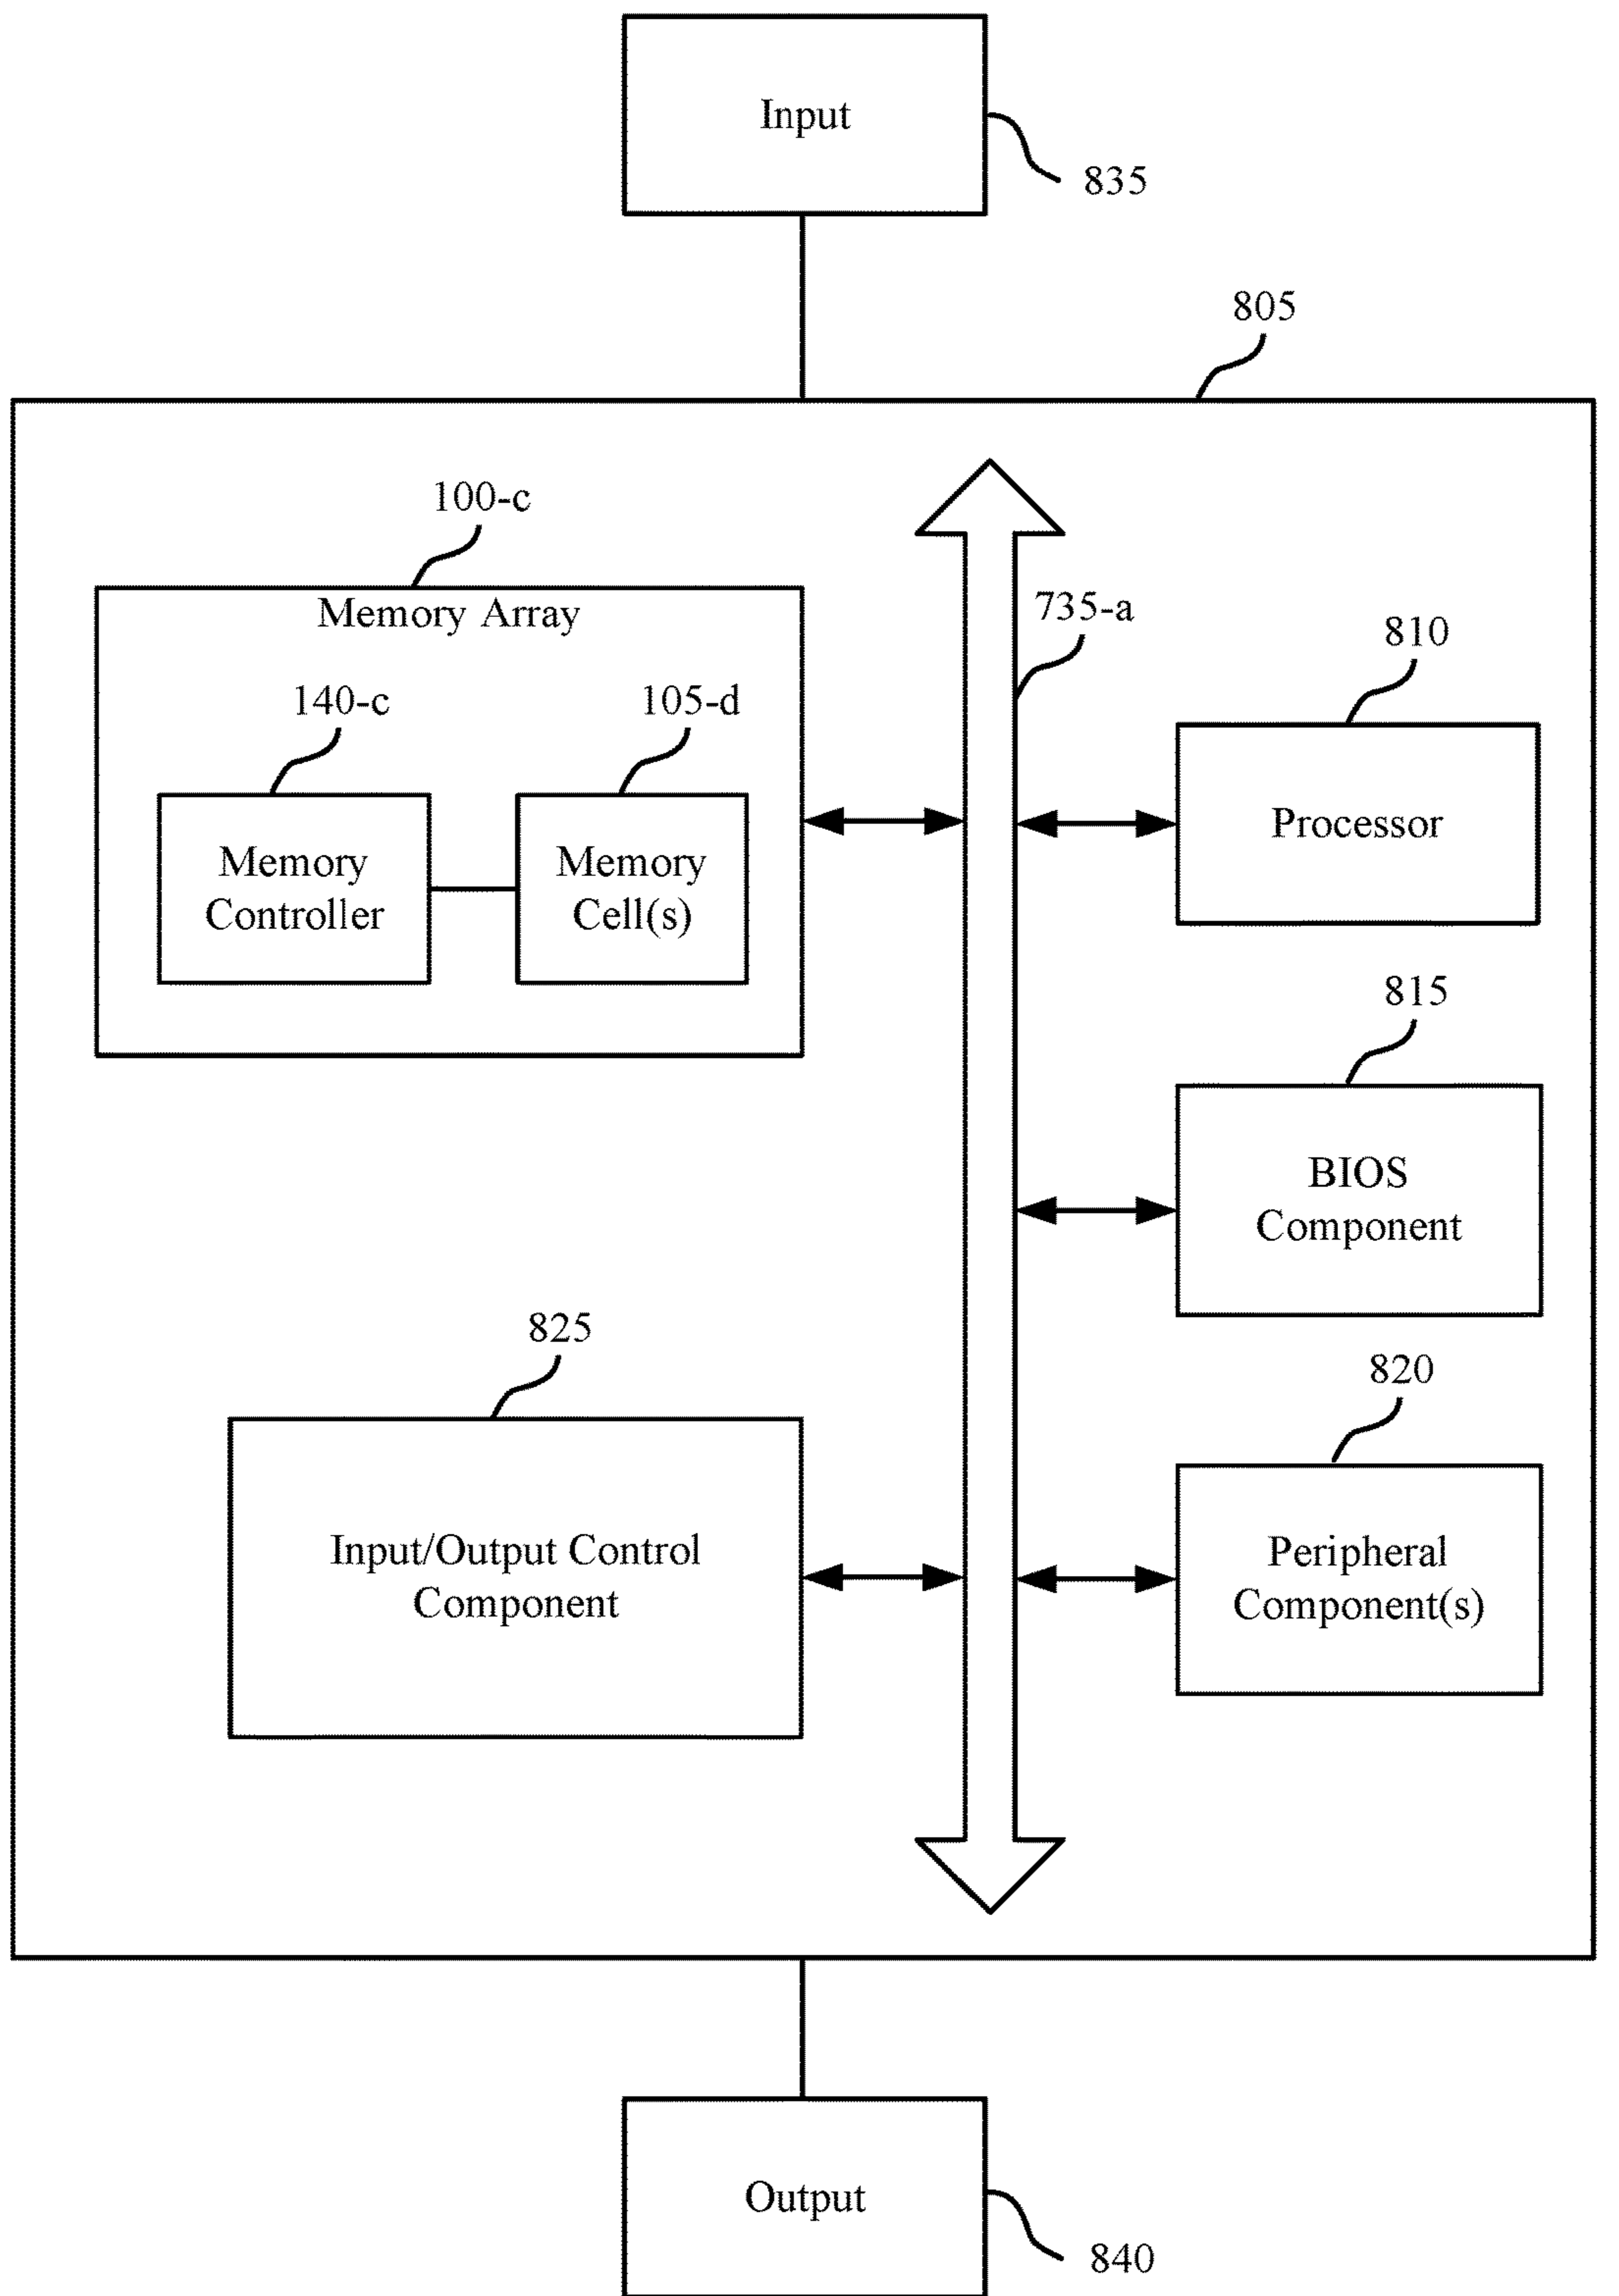 Input
835
805
100-c
Memory Array
735-a
810
140-c
105-d
Memory
Controller
Memory
Cell(s)
Processor
815
BIOS
Component
825
820
Input/Output Control
Component
Peripheral
Component(s)
Output
840